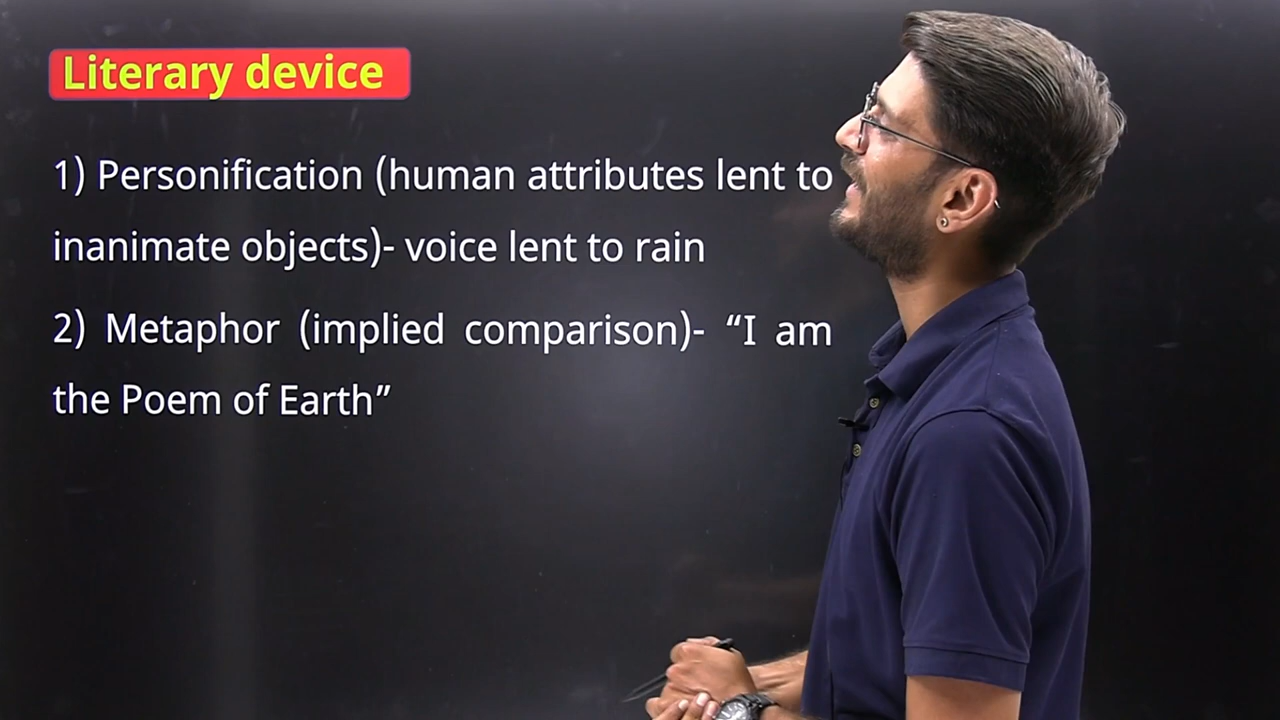 Literary device
1) Personification (human attributes lent to
inanimate objects)- voice lent to rain
2) Metaphor (implied comparison)- “I am
the Poem of Earth”